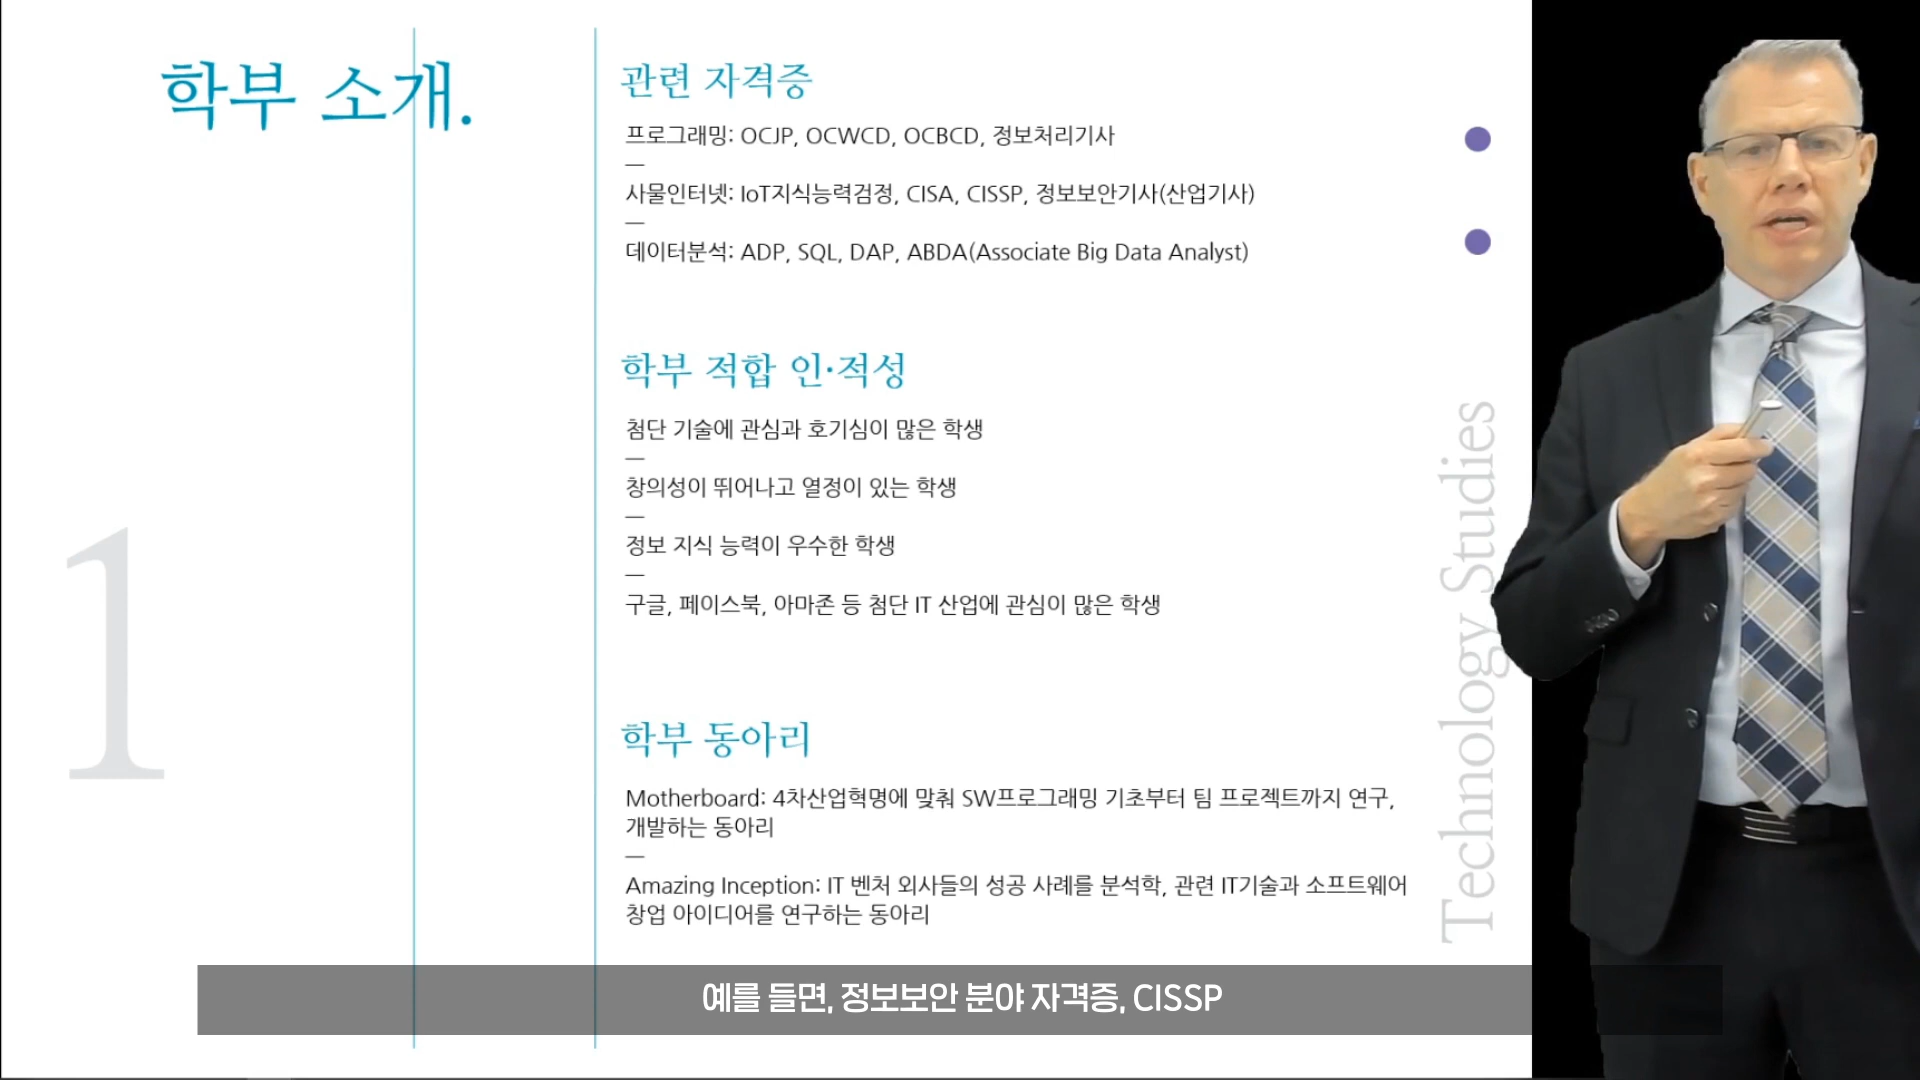 학부 소개.
관련 자격증
프로그래밍: OCJP, OCWCD, OCBCD, 정보처리기사
사물인터넷: IoT지식능력검정, CISA, CISSP, 정보보안기사(산업기사)
데이터분석: ADP, SQL, DAP, ABDA(Associate Big Data Analyst)
학부 적합 인·적성
첨단 기술에 관심과 호기심이 많은 학생
창의성이 뛰어나고 열정이 있는 학생
정보 지식 능력이 우수한 학생
구글, 페이스북, 아마존 등 첨단 IT 산업에 관심이 많은 학생
학부 동아리
Motherboard: 4차산업혁명에 맞춰 SW프로그래밍 기초부터 팀 프로젝트까지 연구,
개발하는 동아리
Amazing Inception: IT 벤처 외사들의 성공 사례를 분석학, 관련 IT기술과 소프트웨어
창업 아이디어를 연구하는 동아리
1
Technology Studies
예를 들면, 정보보안 분야 자격증, CISSP